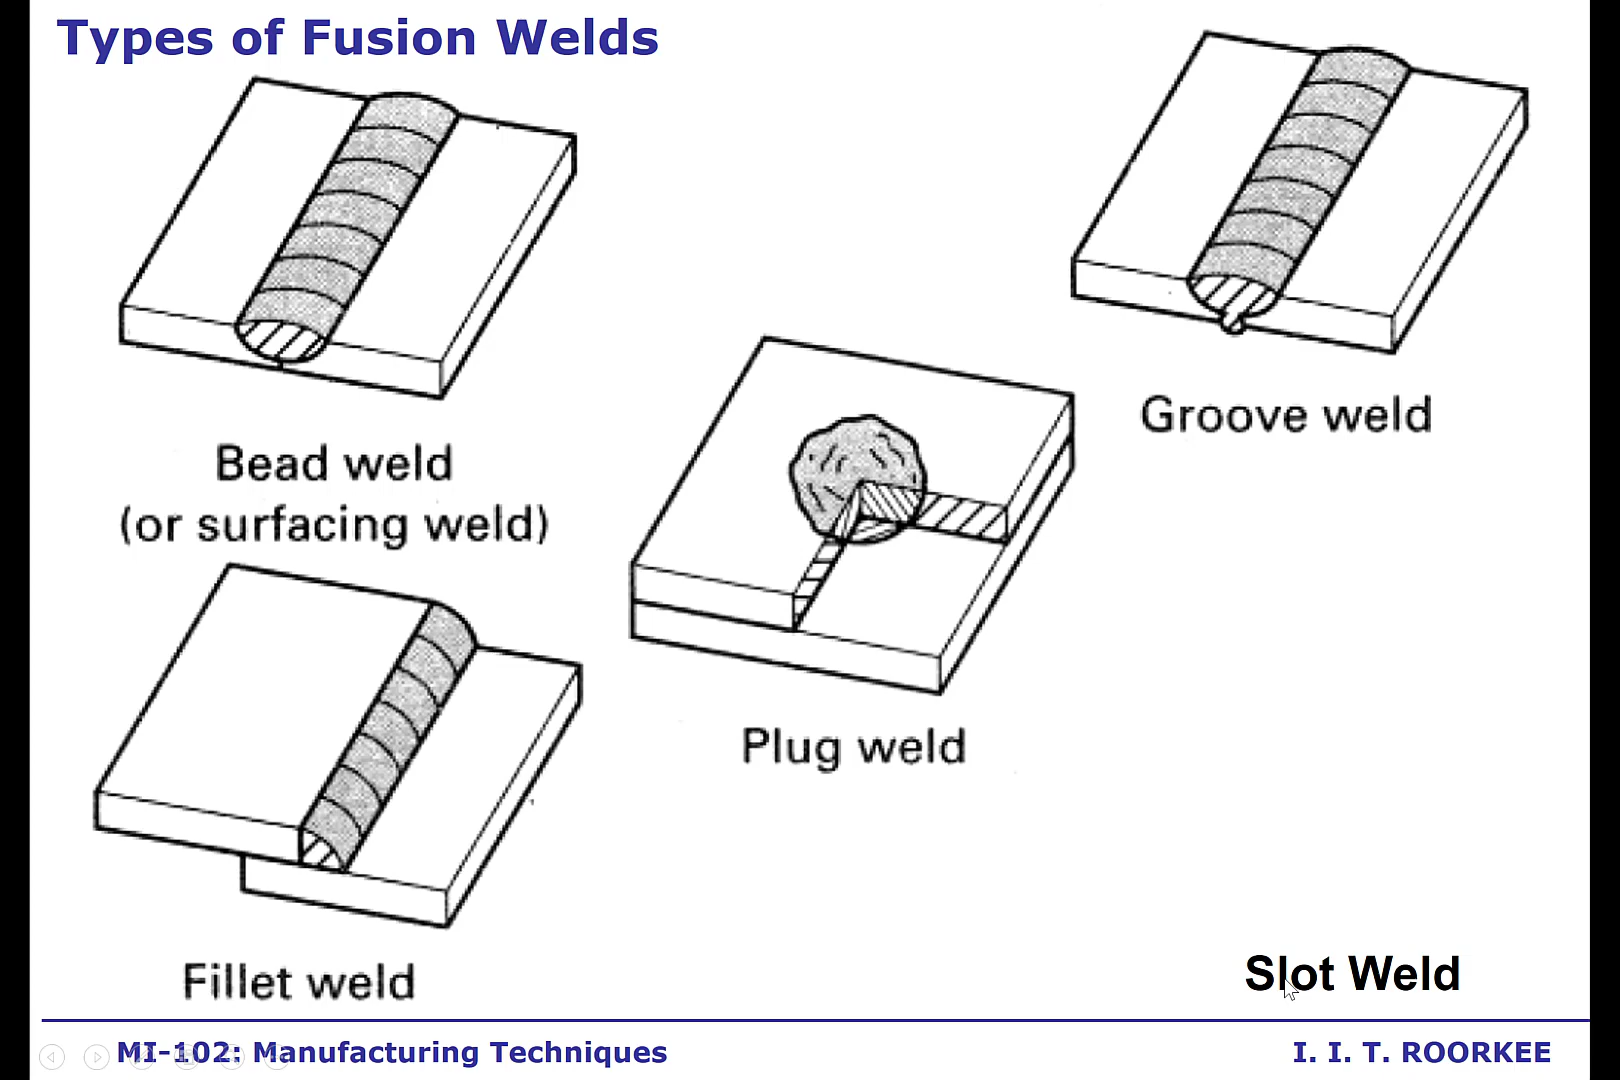 Types of Fusion Welds
Bead weld
(or surfacing weld)
Groove weld
Plug weld
Fillet weld
Slot Weld
MI-102: Manufacturing Techniques
I. I. T. ROORKEE